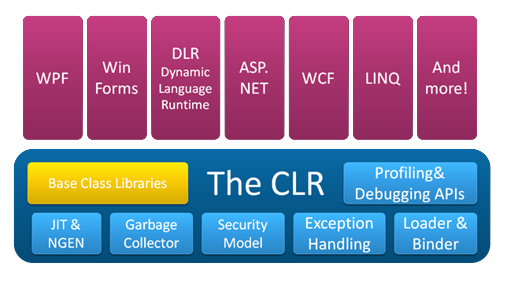 WPF
Win
Forms
DLR
Dynamic
Language
Runtime
ASP.
NET
WCF
LINQ
And
more!
Base Class Libraries
The CLR
Profiling&
Debugging APIs
JIT &
NGEN
Garbage
Collector
Security
Model
Exception
Handling
Loader &
Binder